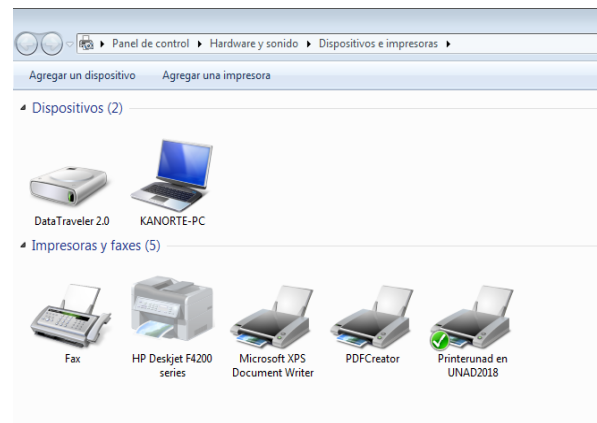 Panel de control Hardware y sonido Dispositivos e impresoras
Agregar un dispositivo Agregar una impresora
Dispositivos (2)
DataTraveler 2.0 KANORTE-PC
Impresoras y faxes (5)
Fax HP Deskjet F4200 Microsoft XPS PDFCreator Printerunad en
series Document Writer UNAD2018